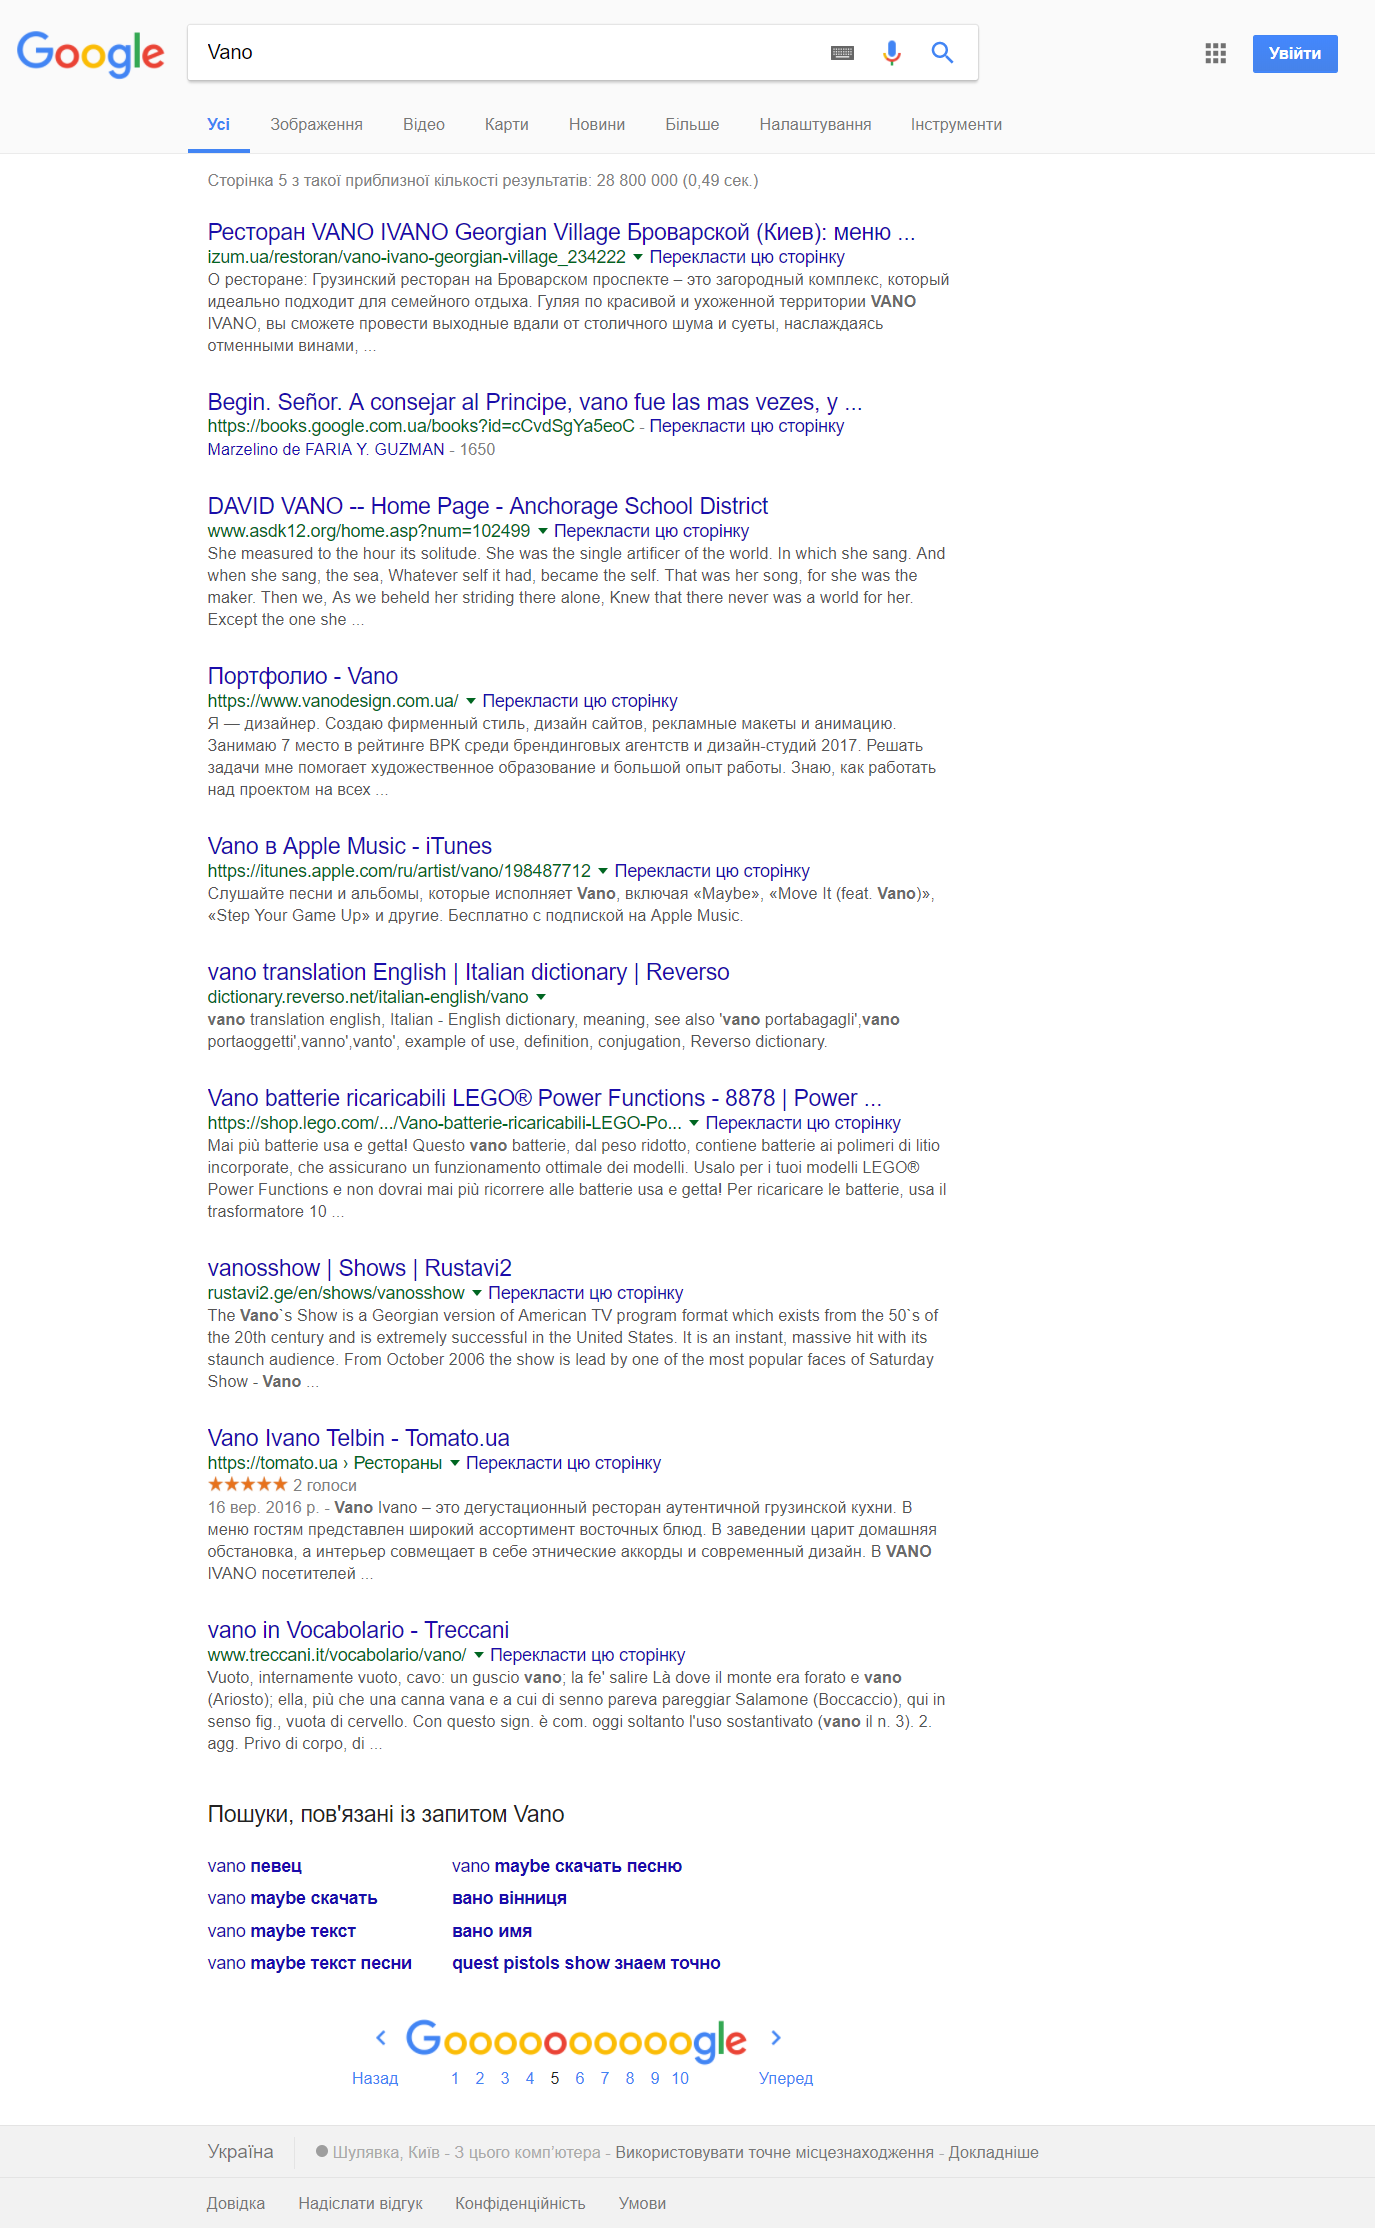 Google
Vano
Увійти
Усі Зображення Відео Карти Новини Більше Налаштування Інструменти
Сторінка 5 з такої приблизної кількості результатів: 28 800 000 (0,49 сек.)
Ресторан VANO IVANO Georgian Village Броварской (Киев): меню ...
izum.ua/restoran/vano-ivano-georgian-village_234222 Перекласти цю сторінку
О ресторане: Грузинский ресторан на Броварском проспекте – это загородный комплекс, который
идеально подходит для семейного отдыха. Гуляя по красивой и ухоженной территории VANO
IVANO, вы сможете провести выходные вдали от столичного шума и суеты, наслаждаясь
отменными винами, ...
Begin. Señor. A consejar al Principe, vano fue las mas vezes, y ...
https://books.google.com.ua/books?id=cCvdSgYa5eoC - Перекласти цю сторінку
Marzelino de FARIA Y. GUZMAN - 1650
DAVID VANO -- Home Page - Anchorage School District
www.asdk12.org/home.asp?num=102499 Перекласти цю сторінку
She measured to the hour its solitude. She was the single artificer of the world. In which she sang. And
when she sang, the sea, Whatever self it had, became the self. That was her song, for she was the
maker. Then we, As we beheld her striding there alone, Knew that there never was a world for her.
Except the one she ...
Портфолио - Vano
https://www.vanodesign.com.ua/ Перекласти цю сторінку
Я — дизайнер. Создаю фирменный стиль, дизайн сайтов, рекламные макеты и анимацию.
Занимаю 7 место в рейтинге ВРК среди брендинговых агентств и дизайн-студий 2017. Решать
задачи мне помогает художественное образование и большой опыт работы. Знаю, как работать
над проектом на всех ...
Vano в Apple Music - iTunes
https://itunes.apple.com/ru/artist/vano/198487712 Перекласти цю сторінку
Слушайте песни и альбомы, которые исполняет Vano, включая «Maybe», «Move It (feat. Vano)»,
«Step Your Game Up» и другие. Бесплатно с подпиской на Apple Music.
vano translation English | Italian dictionary | Reverso
dictionary.reverso.net/italian-english/vano
vano translation english, Italian - English dictionary, meaning, see also 'vano portabagagli',vano
portaoggetti',vanno',vanto', example of use, definition, conjugation, Reverso dictionary.
Vano batterie ricaricabili LEGO® Power Functions - 8878 | Power ...
https://shop.lego.com/.../Vano-batterie-ricaricabili-LEGO-Po... Перекласти цю сторінку
Mai più batterie usa e getta! Questo vano batterie, dal peso ridotto, contiene batterie ai polimeri di litio
incorporate, che assicurano un funzionamento ottimale dei modelli. Usalo per i tuoi modelli LEGO®
Power Functions e non dovrai mai più ricorrere alle batterie usa e getta! Per ricaricare le batterie, usa il
trasformatore 10 ...
vanosshow | Shows | Rustavi2
rustavi2.ge/en/shows/vanosshow Перекласти цю сторінку
The Vano`s Show is a Georgian version of American TV program format which exists from the 50`s of
the 20th century and is extremely successful in the United States. It is an instant, massive hit with its
staunch audience. From October 2006 the show is lead by one of the most popular faces of Saturday
Show - Vano ...
Vano Ivano Telbin - Tomato.ua
https://tomato.ua › Рестораны Перекласти цю сторінку
★★★★★ 2 голоси
16 вер. 2016 р. - Vano Ivano – это дегустационный ресторан аутентичной грузинской кухни. В
меню гостям представлен широкий ассортимент восточных блюд. В заведении царит домашняя
обстановка, а интерьер совмещает в себе этнические аккорды и современный дизайн. В VANO
IVANO посетителей ...
vano in Vocabolario - Treccani
www.treccani.it/vocabolario/vano/ Перекласти цю сторінку
Vuoto, internamente vuoto, cavo: un guscio vano; la fe' salire Là dove il monte era forato e vano
(Ariosto); ella, più che una canna vana e a cui di senno pareva pareggiar Salamone (Boccaccio), qui in
senso fig., vuota di cervello. Con questo sign. è com. oggi soltanto l'uso sostantivato (vano il n. 3). 2.
agg. Privo di corpo, di ...
Пошуки, пов'язані із запитом Vano
vano певец vano maybe скачать песню
vano maybe скачать вано вінниця
vano maybe текст вано имя
vano maybe текст песни quest pistols show знаем точно
Goooooooooogle
Назад 1 2 3 4 5 6 7 8 9 10 Уперед
Україна Шулявка, Київ - З цього комп'ютера - Використовувати точне місцезнаходження - Докладніше
Довідка Надіслати відгук Конфіденційність Умови